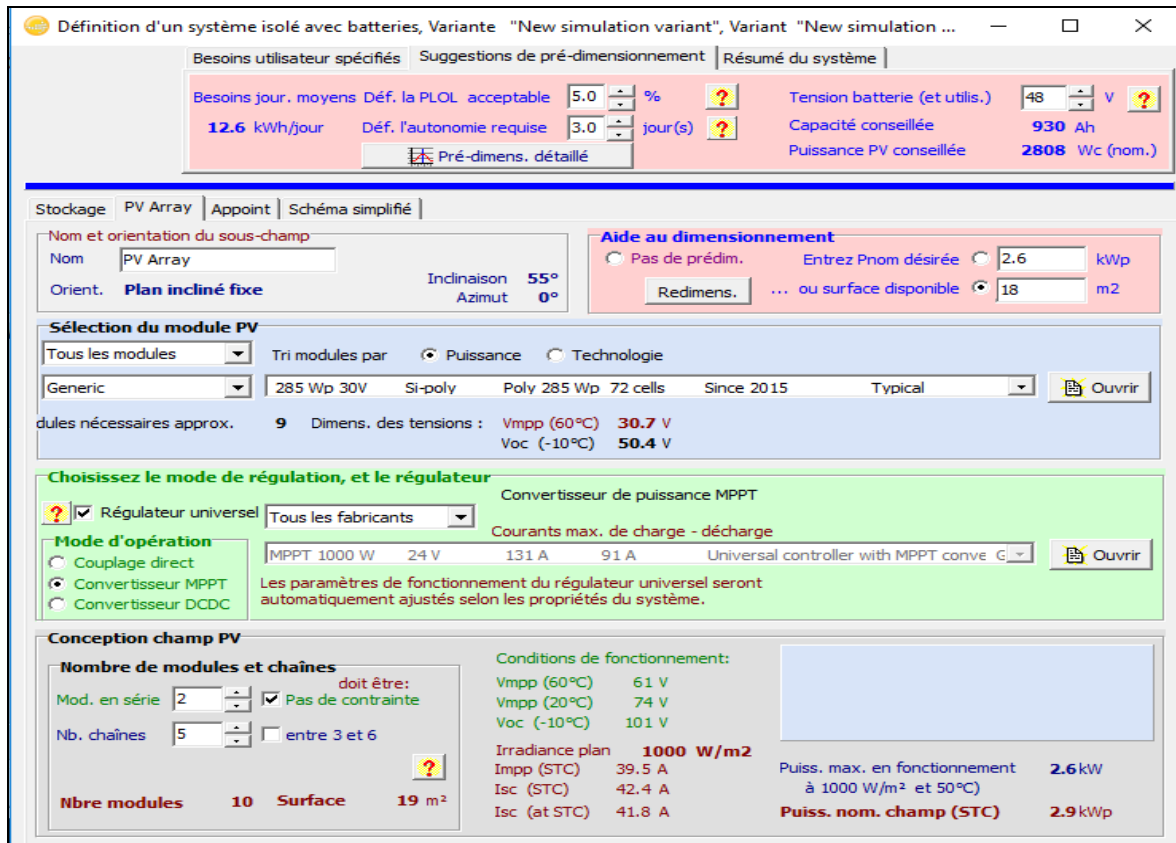 Définition d'un système isolé avec batteries, Variante "New simulation variant", Variant "New simulation ...
Besoins utilisateur spécifiés Suggestions de pré-dimensionnement Résumé du système
Besoins jour. moyens Déf. la PLOL acceptable 5.0 % ? Tension batterie (et utilis.) 48 V ?
12.6 kWh/jour Déf. l'autonomie requise 3.0 jour(s) ? Capacité conseillée 930 Ah
Pré-dimens. détaillé Puissance PV conseillée 2808 Wc (nom.)
Stockage PV Array Appoint Schéma simplifié
Nom et orientation du sous-champ Aide au dimensionnement
Nom PV Array Pas de prédim. Entrez Pnom désirée 2.6 kWp
Orient. Plan incliné fixe Inclinaison 55°
Azimut 0° Redimens. ... ou surface disponible 18 m2
Sélection du module PV
Tous les modules Tri modules par Puissance Technologie
Generic 285 Wp 30V Si-poly Poly 285 Wp 72 cells Since 2015 Typical Ouvrir
dules nécessaires approx. 9 Dimens. des tensions : Vmpp (60°C) 30.7 V
Voc (-10°C) 50.4 V
Choisissez le mode de régulation, et le régulateur
Convertisseur de puissance MPPT
? Régulateur universel Tous les fabricants
Courants max. de charge - décharge
Mode d'opération
MPPT 1000 W 24 V 131 A 91 A Universal controller with MPPT conve G Ouvrir
Couplage direct
Convertisseur MPPT Les paramètres de fonctionnement du régulateur universel seront
Convertisseur DCDC automatiquement ajustés selon les propriétés du système.
Conception champ PV
Nombre de modules et chaînes Conditions de fonctionnement:
doit être: Vmpp (60°C) 61 V
Mod. en série 2 Pas de contrainte Vmpp (20°C) 74 V
Voc (-10°C) 101 V
Nb. chaînes 5 entre 3 et 6
Irradiance plan 1000 W/m2
? Impp (STC) 39.5 A Puiss. max. en fonctionnement 2.6 kW
Isc (STC) 42.4 A à 1000 W/m² et 50°C)
Nbre modules 10 Surface 19 m² Isc (at STC) 41.8 A Puiss. nom. champ (STC) 2.9 kWp